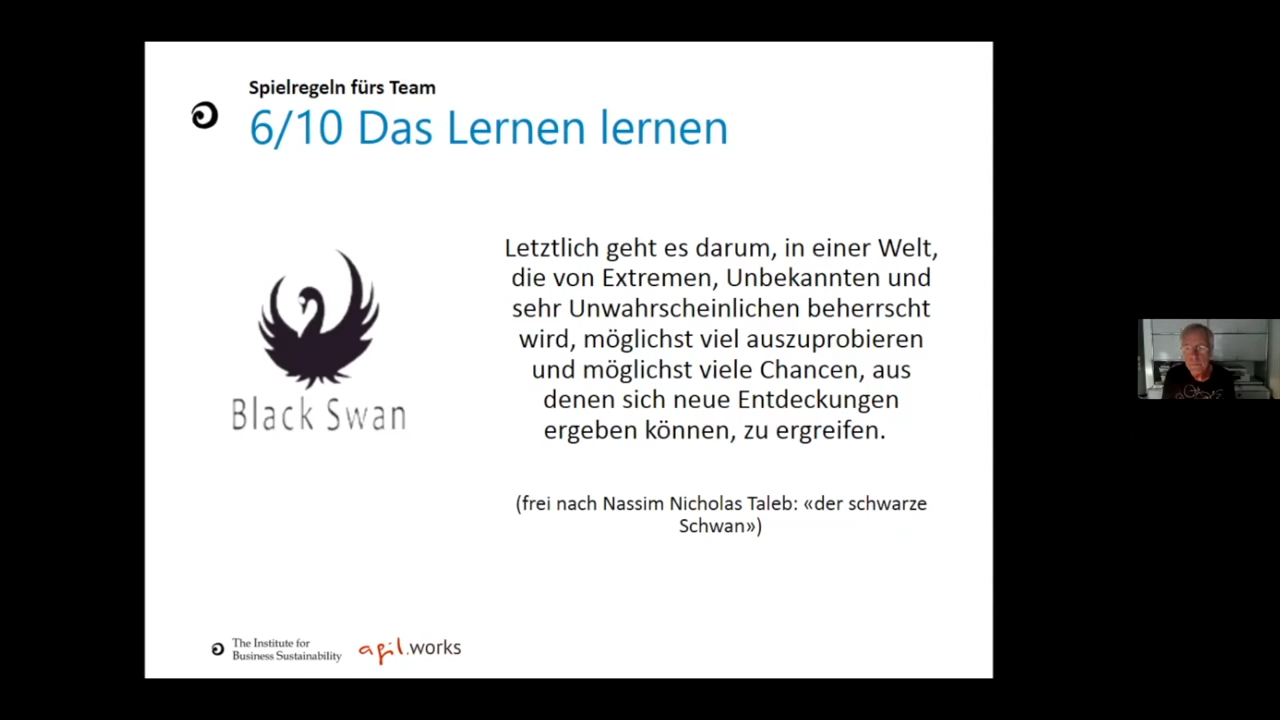 Spielregeln fürs Team
6/10 Das Lernen lernen
Letztlich geht es darum, in einer Welt,
die von Extremen, Unbekannten und
sehr Unwahrscheinlichen beherrscht
wird, möglichst viel auszuprobieren
und möglichst viele Chancen, aus
denen sich neue Entdeckungen
ergeben können, zu ergreifen.
Black Swan
(frei nach Nassim Nicholas Taleb: «der schwarze
Schwan»)
The Institute for
Business Sustainability
agil.works